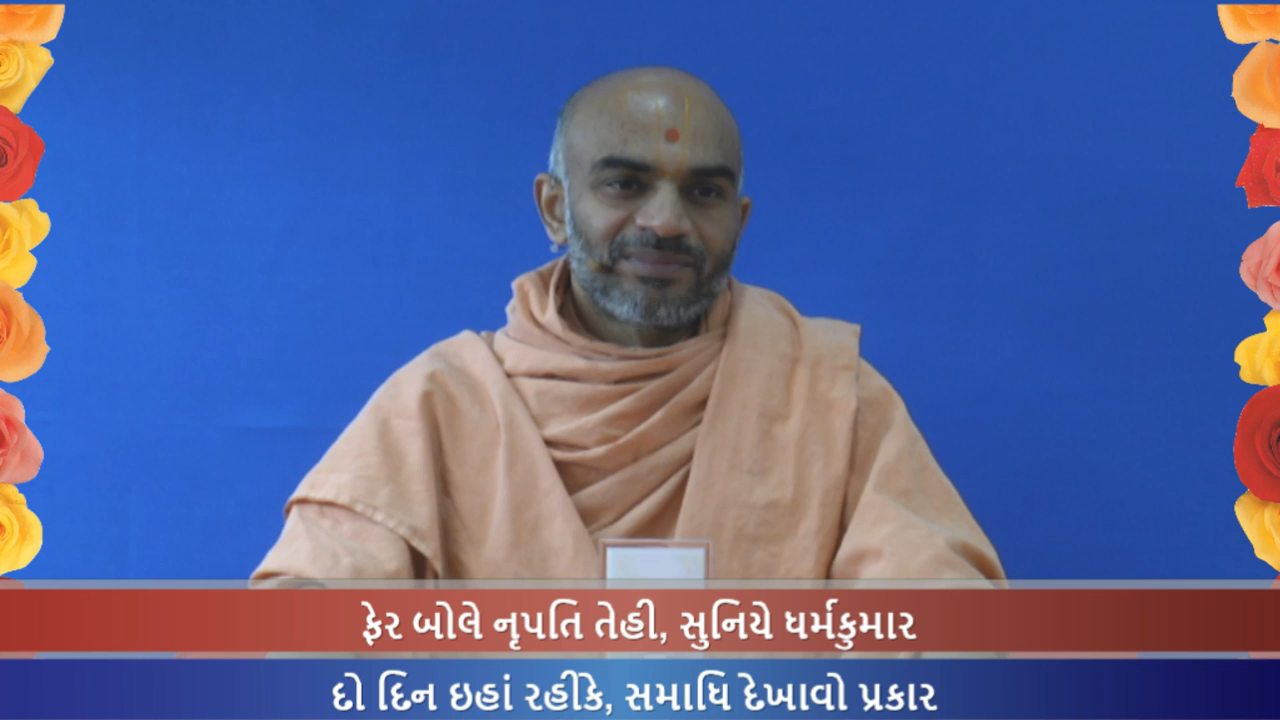 ફેર બોલે નૃપતિ તેહી, સુનિયે ધર્મકુમાર
દો દિન ઇહાં રહીકે, સમાધિ દેખાવો પ્રકાર